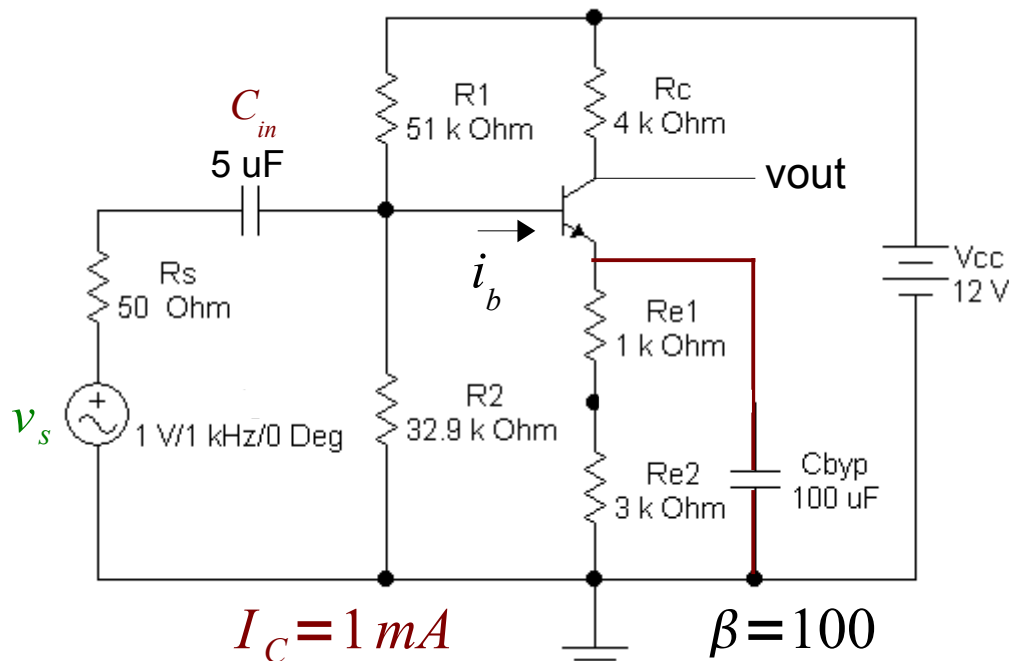 C_in
5 uF
R1
51 k Ohm
Rc
4 k Ohm
vout
i_b
Rs
50 Ohm
Vcc
12 V
Re1
1 k Ohm
v_s
1 V/1 kHz/0 Deg
R2
32.9 k Ohm
Re2
3 k Ohm
Cbyp
100 uF
I_C = 1 mA
β = 100